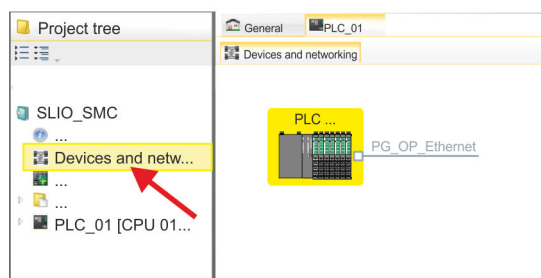 Project tree
SLIO_SMC
...
Devices and netw...
...
...
PLC_01 [CPU 01...
General
PLC_01
Devices and networking
PLC ...
PG_OP_Ethernet